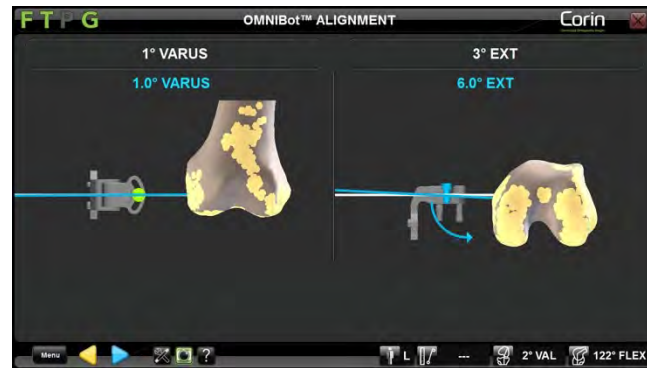 FTPG
OMNIBot™ ALIGNMENT
Corin
1° VARUS
3° EXT
1.0° VARUS
6.0° EXT
Menu
?
L
---
2° VAL
122° FLEX